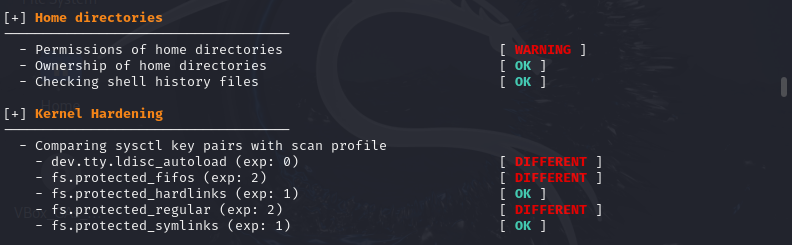 [+] Home directories
- Permissions of home directories [ WARNING ]
- Ownership of home directories [ OK ]
- Checking shell history files [ OK ]
[+] Kernel Hardening
- Comparing sysctl key pairs with scan profile
- dev.tty.ldisc_autoload (exp: 0) [ DIFFERENT ]
- fs.protected_fifos (exp: 2) [ DIFFERENT ]
- fs.protected_hardlinks (exp: 1) [ OK ]
- fs.protected_regular (exp: 2) [ DIFFERENT ]
- fs.protected_symlinks (exp: 1) [ OK ]